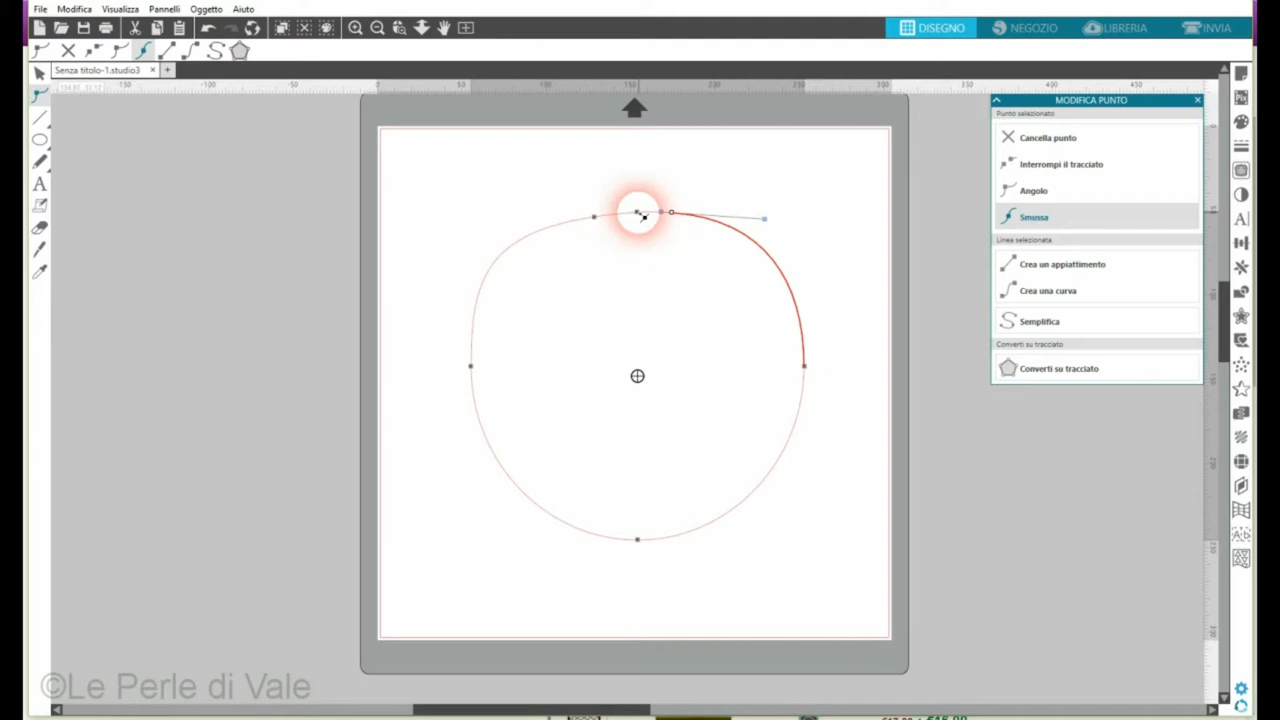 File Modifica Visualizza Pannelli Oggetto Aiuto
DISEGNO NEGOZIO LIBRERIA INVIA
Senza titolo-1.studio3 × +
MODIFICA PUNTO
Punto selezionato
Cancella punto
Interrompi il tracciato
Angolo
Smussa
Linea selezionata
Crea un appiattimento
Crea una curva
Semplifica
Converti su tracciato
Converti su tracciato
©Le Perle di Vale